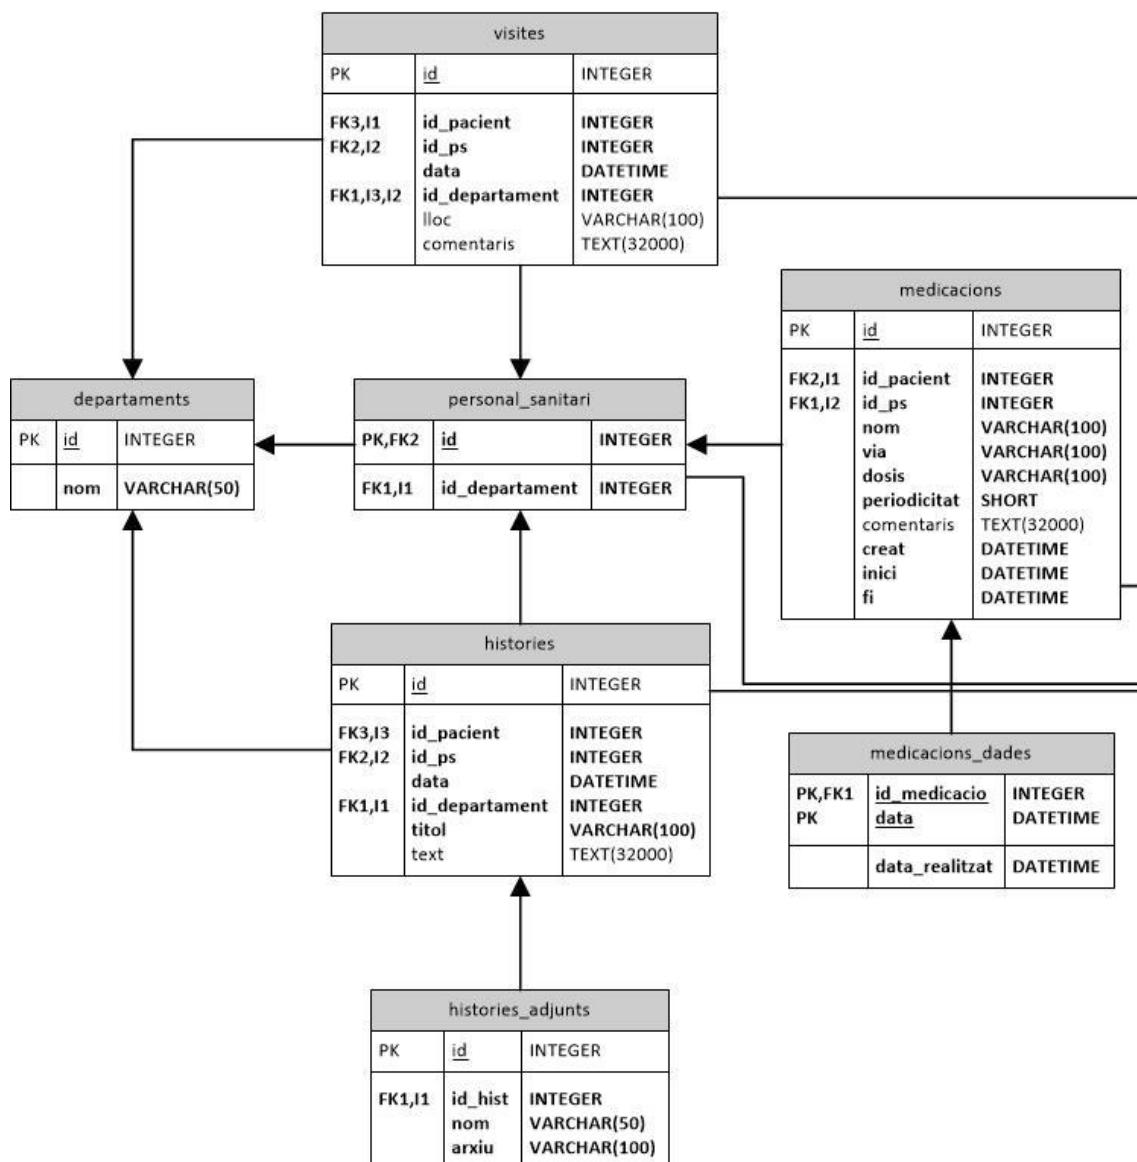 visites
PK id INTEGER
FK3,I1 id_pacient INTEGER
FK2,I2 id_ps INTEGER
data DATETIME
FK1,I3,I2 id_departament INTEGER
lloc VARCHAR(100)
comentaris TEXT(32000)
medicacions
PK id INTEGER
FK2,I1 id_pacient INTEGER
FK1,I2 id_ps INTEGER
nom VARCHAR(100)
via VARCHAR(100)
dosis VARCHAR(100)
periodicitat SHORT
comentaris TEXT(32000)
creat DATETIME
inici DATETIME
fi DATETIME
departaments
PK id INTEGER
nom VARCHAR(50)
personal_sanitari
PK,FK2 id INTEGER
FK1,I1 id_departament INTEGER
histories
PK id INTEGER
FK3,I3 id_pacient INTEGER
FK2,I2 id_ps INTEGER
data DATETIME
FK1,I1 id_departament INTEGER
titol VARCHAR(100)
text TEXT(32000)
medicacions_dades
PK,FK1 id_medicacio INTEGER
PK data DATETIME
data_realitzat DATETIME
histories_adjunts
PK id INTEGER
FK1,I1 id_hist INTEGER
nom VARCHAR(50)
arxiu VARCHAR(100)